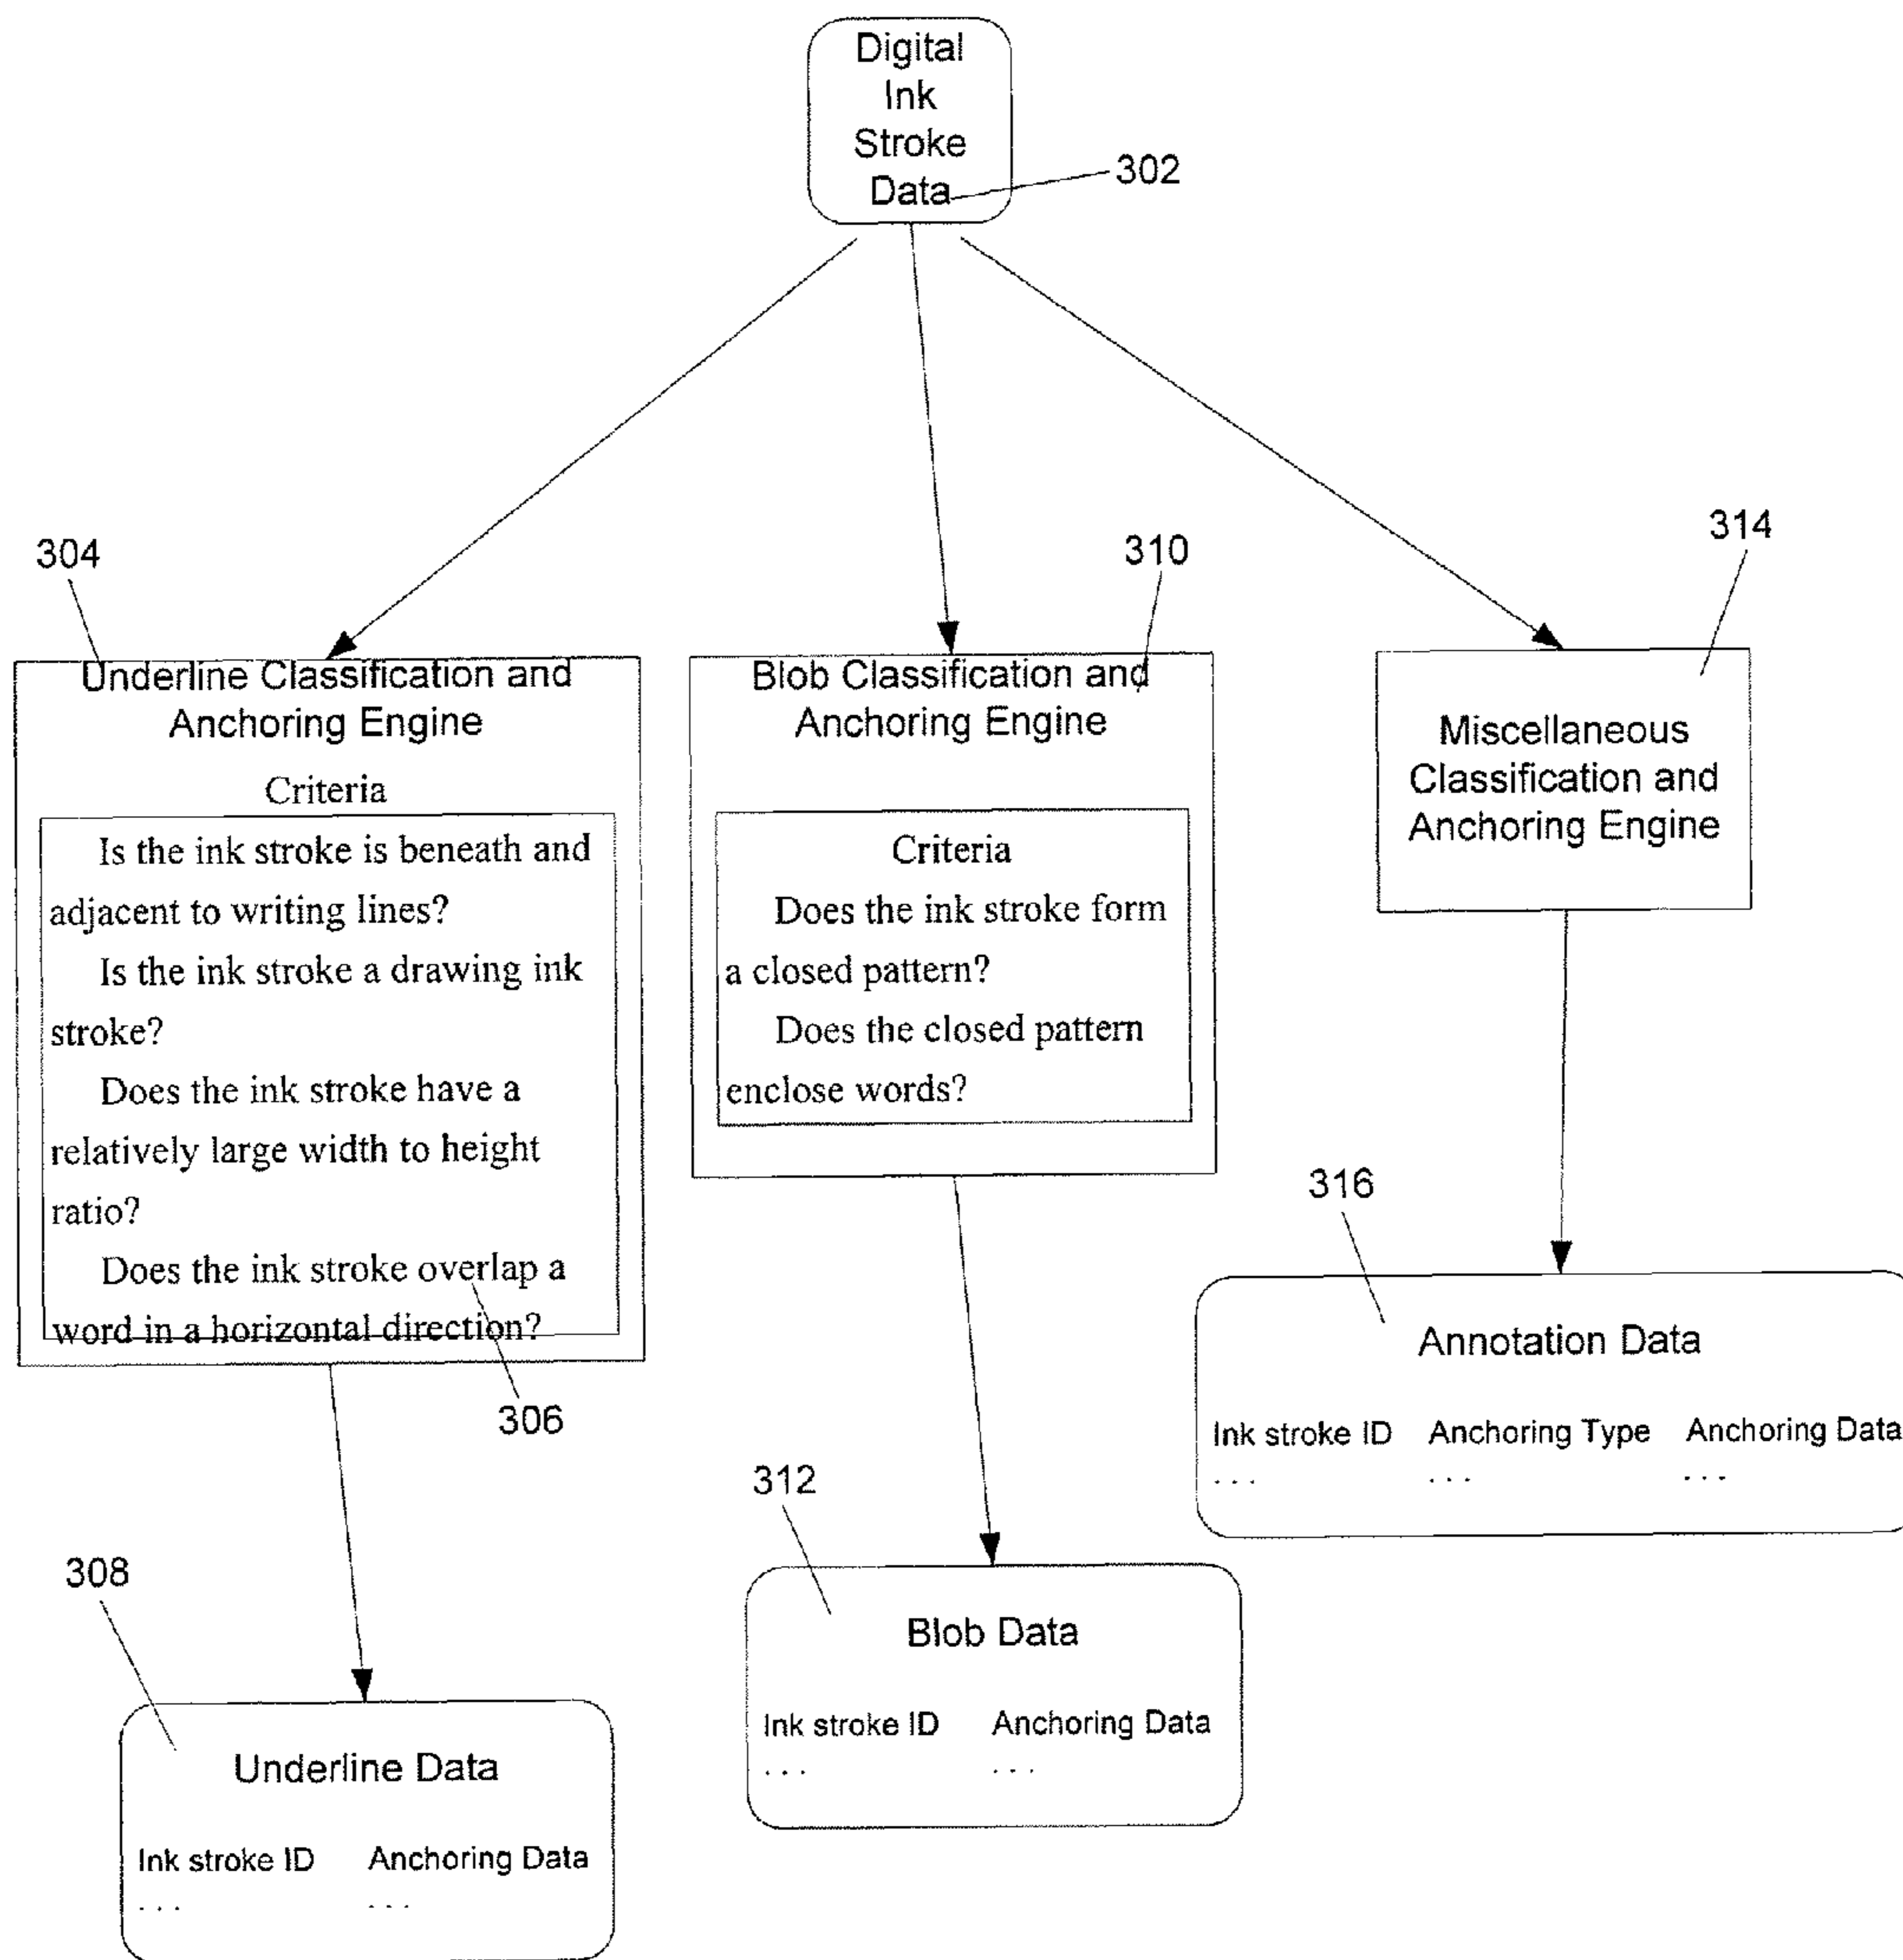 Digital
Ink
Stroke
Data
302
304
310
314
Underline Classification and
Anchoring Engine
Criteria
Is the ink stroke is beneath and
adjacent to writing lines?
Is the ink stroke a drawing ink
stroke?
Does the ink stroke have a
relatively large width to height
ratio?
Does the ink stroke overlap a
word in a horizontal direction?
306
Blob Classification and
Anchoring Engine
Criteria
Does the ink stroke form
a closed pattern?
Does the closed pattern
enclose words?
Miscellaneous
Classification and
Anchoring Engine
316
Annotation Data
Ink stroke ID Anchoring Type Anchoring Data
. . . . . . . . .
312
Blob Data
Ink stroke ID Anchoring Data
. . . . . .
308
Underline Data
Ink stroke ID Anchoring Data
. . . . . .